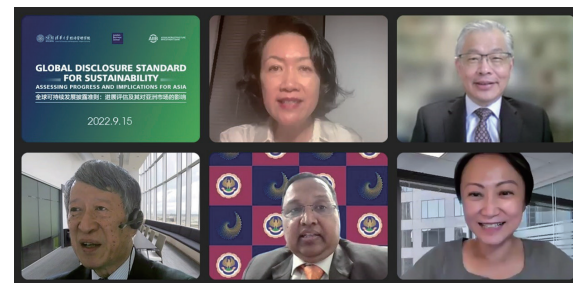 GLOBAL DISCLOSURE STANDARD
FOR SUSTAINABILITY
ASSESSING PROGRESS AND IMPLICATIONS FOR ASIA
全球可持续发展披露准则：进展评估及其对亚洲市场的影响
2022.9.15